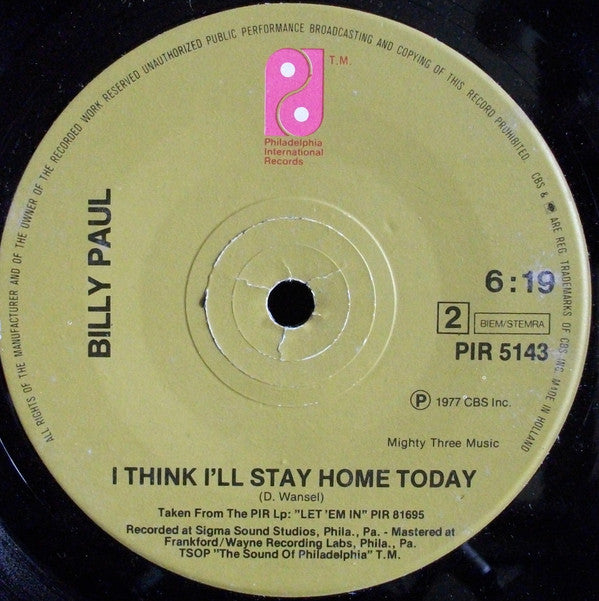 ALL RIGHTS OF THE MANUFACTURER AND OF THE OWNER OF THE RECORDED WORK RESERVED UNAUTHORIZED PUBLIC PERFORMANCE BROADCASTING AND COPYING OF THIS RECORD PROHIBITED. CBS & ARE REG. TRADEMARKS OF CBS INC. MADE IN HOLLAND
T.M.
Philadelphia
International
Records
BILLY PAUL
6:19
2 BIEM/STEMRA
PIR 5143
Ⓟ 1977 CBS Inc.
Mighty Three Music
I THINK I'LL STAY HOME TODAY
(D. Wansel)
Taken From The PIR Lp: "LET 'EM IN" PIR 81695
Recorded at Sigma Sound Studios, Phila., Pa. - Mastered at
Frankford/Wayne Recording Labs, Phila., Pa.
TSOP "The Sound Of Philadelphia" T.M.